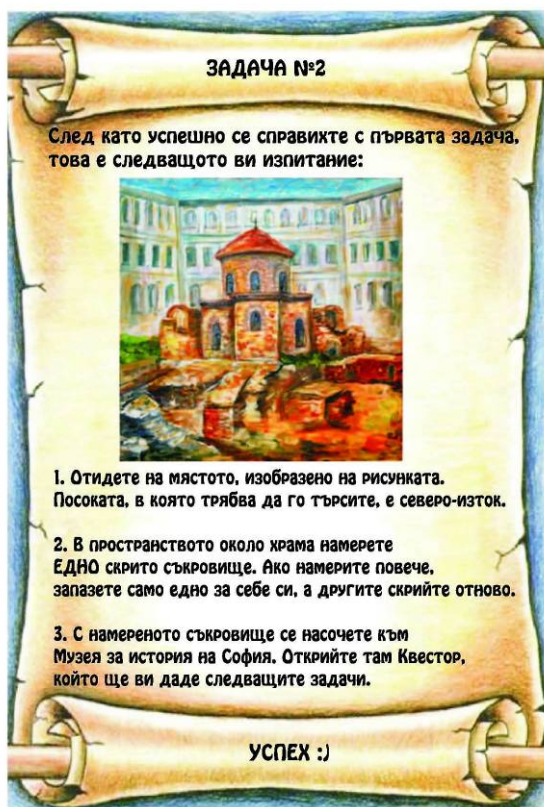 ЗАДАЧА №2
След като успешно се справихте с първата задача,
това е следващото ви изпитание:
1. Отидете на мястото, изобразено на рисунката.
Посоката, в която трябва да го търсите, е северо-изток.
2. В пространството около храма намерете
ЕДНО скрито съкровище. Ако намерите повече,
запазете само едно за себе си, а другите скрийте отново.
3. С намереното съкровище се насочете към
Музея за история на София. Открийте там Квестор,
който ще ви даде следващите задачи.
УСПЕХ :)